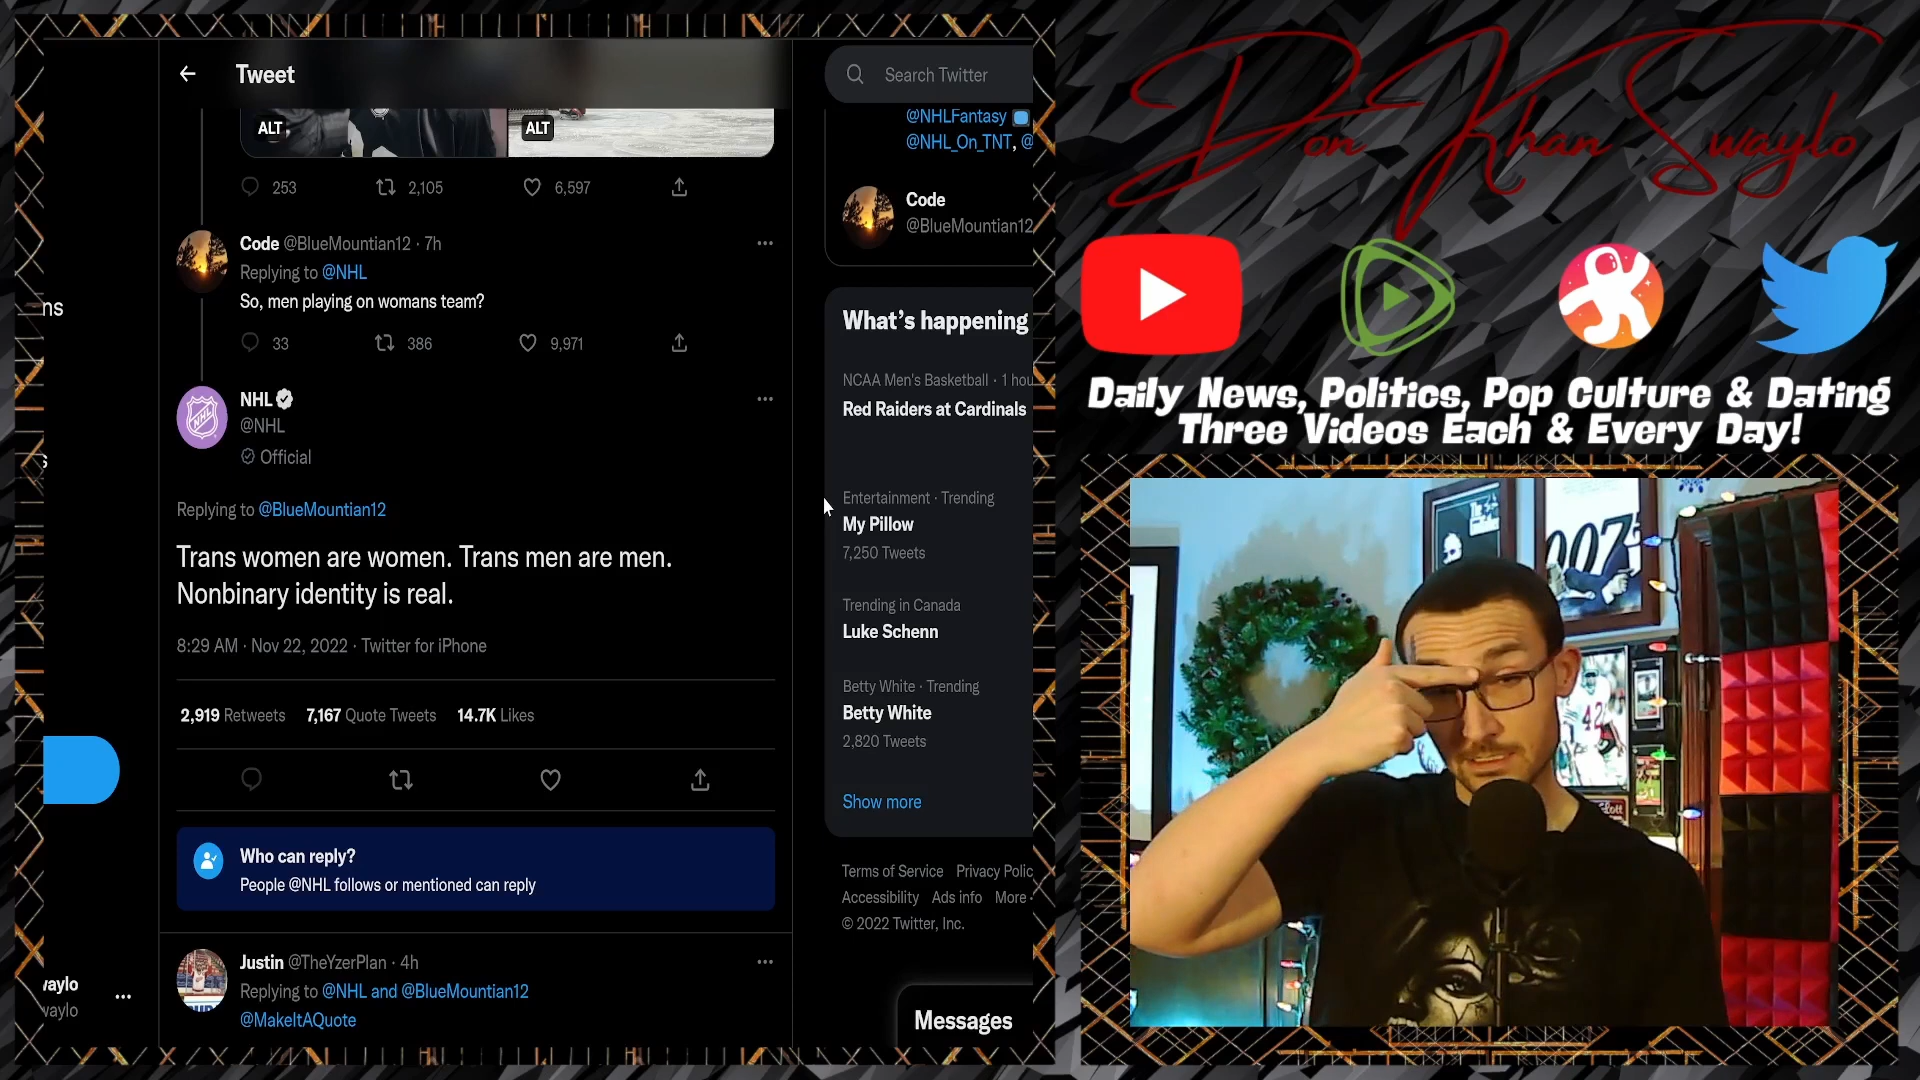 Tweet
ALT
ALT
253
2,105
6,597
Code @BlueMountian12 · 7h
Replying to @NHL
So, men playing on womans team?
33
386
9,971
NHL
@NHL
Official
Replying to @BlueMountian12
Trans women are women. Trans men are men.
Nonbinary identity is real.
8:29 AM · Nov 22, 2022 · Twitter for iPhone
2,919 Retweets 7,167 Quote Tweets 14.7K Likes
Who can reply?
People @NHL follows or mentioned can reply
Justin @TheYzerPlan · 4h
Replying to @NHL and @BlueMountian12
@MakeItAQuote
ns
s
waylo
waylo
Search Twitter
@NHLFantasy
@NHL_On_TNT, @
Code
@BlueMountian12
What's happening
NCAA Men's Basketball · 1 hou
Red Raiders at Cardinals
Entertainment · Trending
My Pillow
7,250 Tweets
Trending in Canada
Luke Schenn
Betty White · Trending
Betty White
2,820 Tweets
Show more
Terms of Service Privacy Polic
Accessibility Ads info More
© 2022 Twitter, Inc.
Messages
Don Khan Swaylo
Daily News, Politics, Pop Culture & Dating
Three Videos Each & Every Day!
007
42